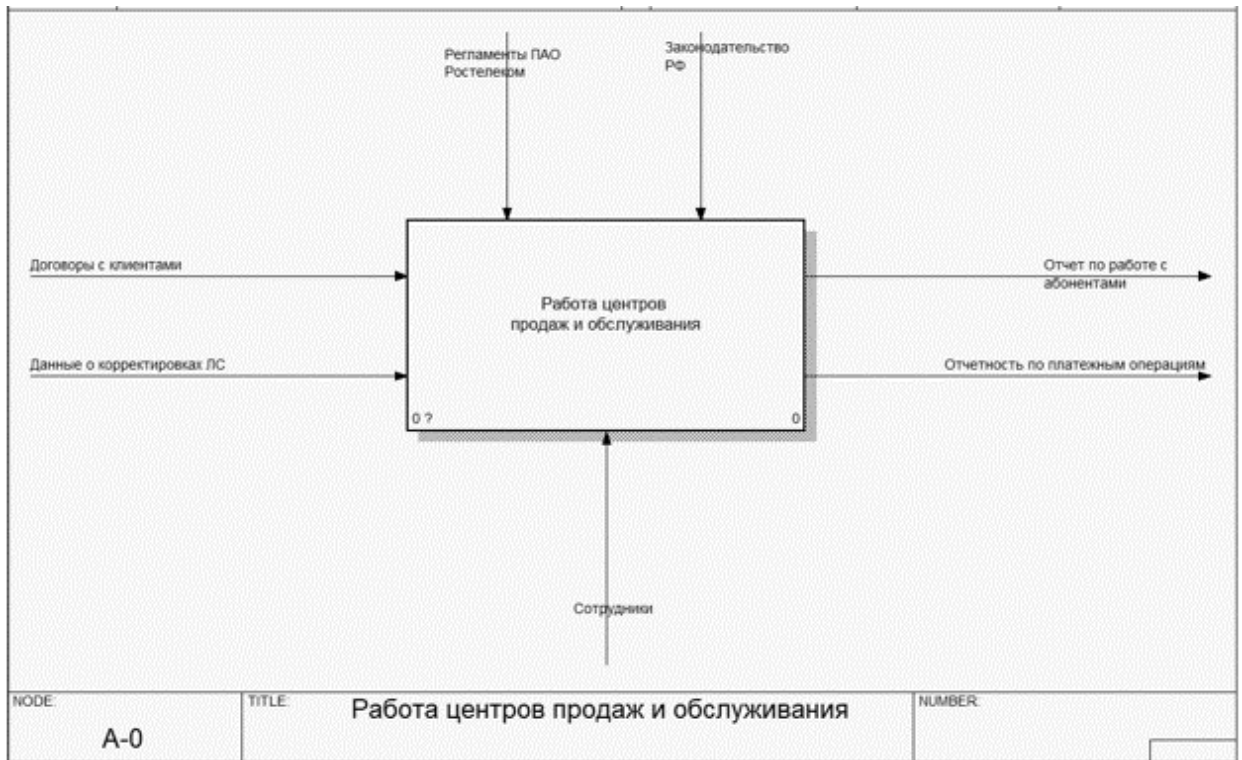 Регламенты ПАО
Ростелеком
Законодательство
РФ
Договоры с клиентами
Отчет по работе с
абонентами
Работа центров
продаж и обслуживания
Данные о корректировках ЛС
Отчетность по платежным операциям
0 ?
0
Сотрудники
NODE:
TITLE:
Работа центров продаж и обслуживания
NUMBER:
A-0